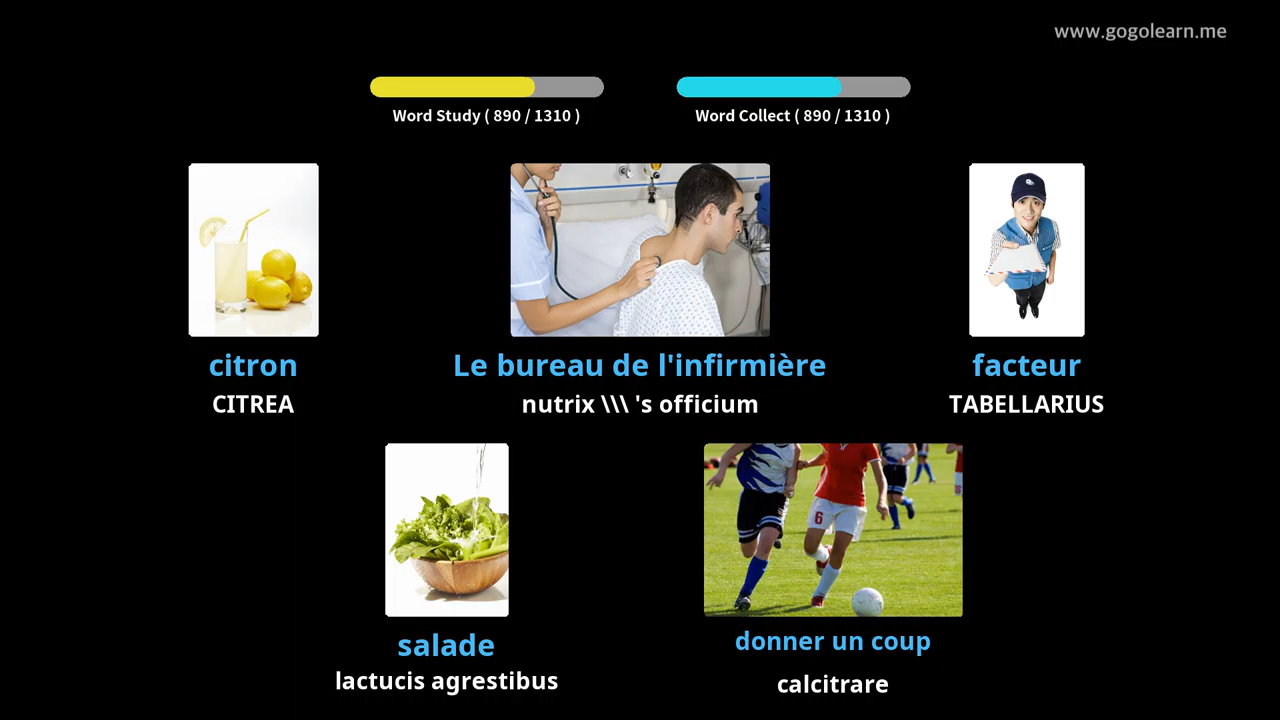 www.gogolearn.me
Word Study ( 890 / 1310 )
Word Collect ( 890 / 1310 )
citron
CITREA
Le bureau de l'infirmière
nutrix \\\ 's officium
facteur
TABELLARIUS
salade
lactucis agrestibus
donner un coup
calcitrare
6